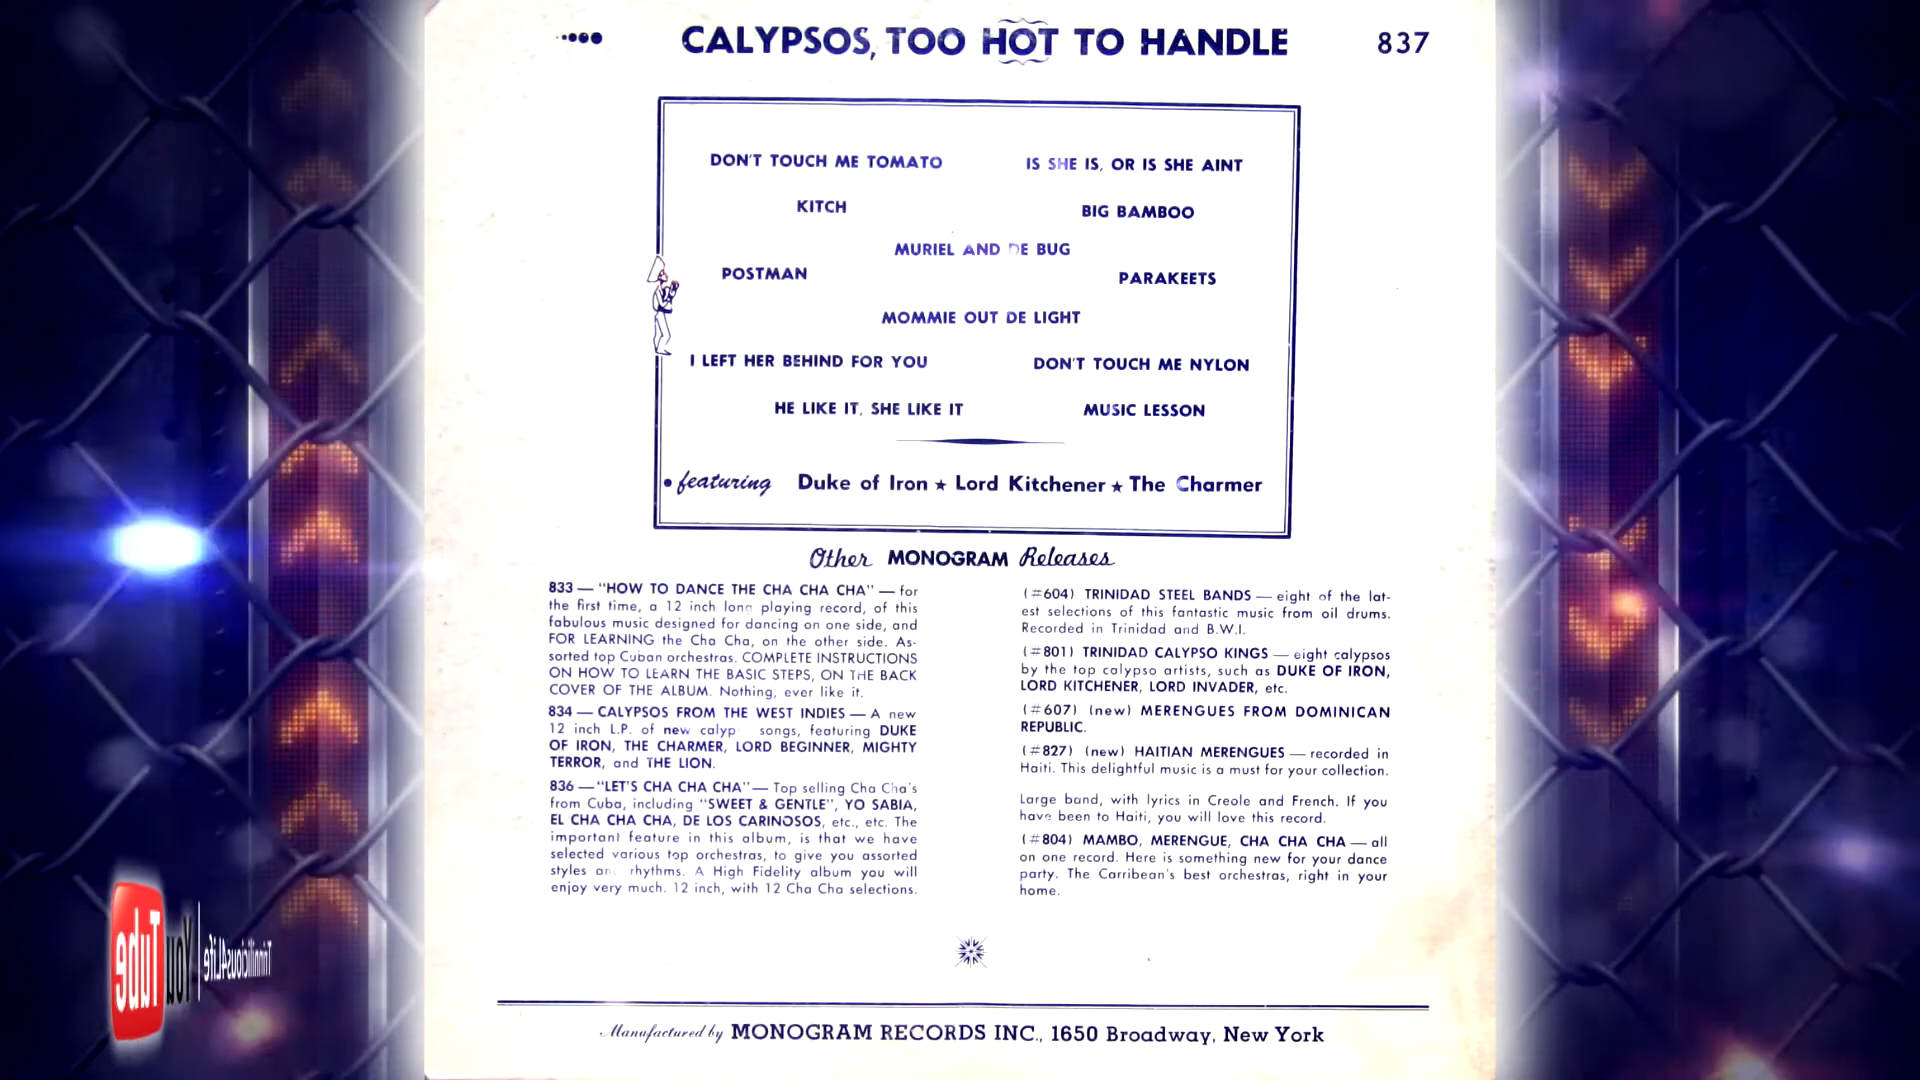 CALYPSOS, TOO HOT TO HANDLE 837
DON'T TOUCH ME TOMATO IS SHE IS, OR IS SHE AINT
KITCH BIG BAMBOO
MURIEL AND DE BUG
POSTMAN PARAKEETS
MOMMIE OUT DE LIGHT
I LEFT HER BEHIND FOR YOU DON'T TOUCH ME NYLON
HE LIKE IT, SHE LIKE IT MUSIC LESSON
• featuring Duke of Iron ★ Lord Kitchener ★ The Charmer
Other MONOGRAM Releases
833 — "HOW TO DANCE THE CHA CHA CHA" — for
the first time, a 12 inch long playing record, of this
fabulous music designed for dancing on one side, and
FOR LEARNING the Cha Cha, on the other side. As-
sorted top Cuban orchestras. COMPLETE INSTRUCTIONS
ON HOW TO LEARN THE BASIC STEPS, ON THE BACK
COVER OF THE ALBUM. Nothing, ever like it.
834 — CALYPSOS FROM THE WEST INDIES — A new
12 inch L.P. of new calyp songs, featuring DUKE
OF IRON, THE CHARMER, LORD BEGINNER, MIGHTY
TERROR, and THE LION.
836 — "LET'S CHA CHA CHA" — Top selling Cha Cha's
from Cuba, including "SWEET & GENTLE", YO SABIA,
EL CHA CHA CHA, DE LOS CARINOSOS, etc., etc. The
important feature in this album, is that we have
selected various top orchestras, to give you assorted
styles an rhythms. A High Fidelity album you will
enjoy very much. 12 inch, with 12 Cha Cha selections.
(#604) TRINIDAD STEEL BANDS — eight of the lat-
est selections of this fantastic music from oil drums.
Recorded in Trinidad and B.W.I.
(#801) TRINIDAD CALYPSO KINGS — eight calypsos
by the top calypso artists, such as DUKE OF IRON,
LORD KITCHENER, LORD INVADER, etc.
(#607) (new) MERENGUES FROM DOMINICAN
REPUBLIC.
(#827) (new) HAITIAN MERENGUES — recorded in
Haiti. This delightful music is a must for your collection.
Large band, with lyrics in Creole and French. If you
have been to Haiti, you will love this record.
(#804) MAMBO, MERENGUE, CHA CHA CHA — all
on one record. Here is something new for your dance
party. The Carribean's best orchestras, right in your
home.
Manufactured by MONOGRAM RECORDS INC., 1650 Broadway, New York
YouTube